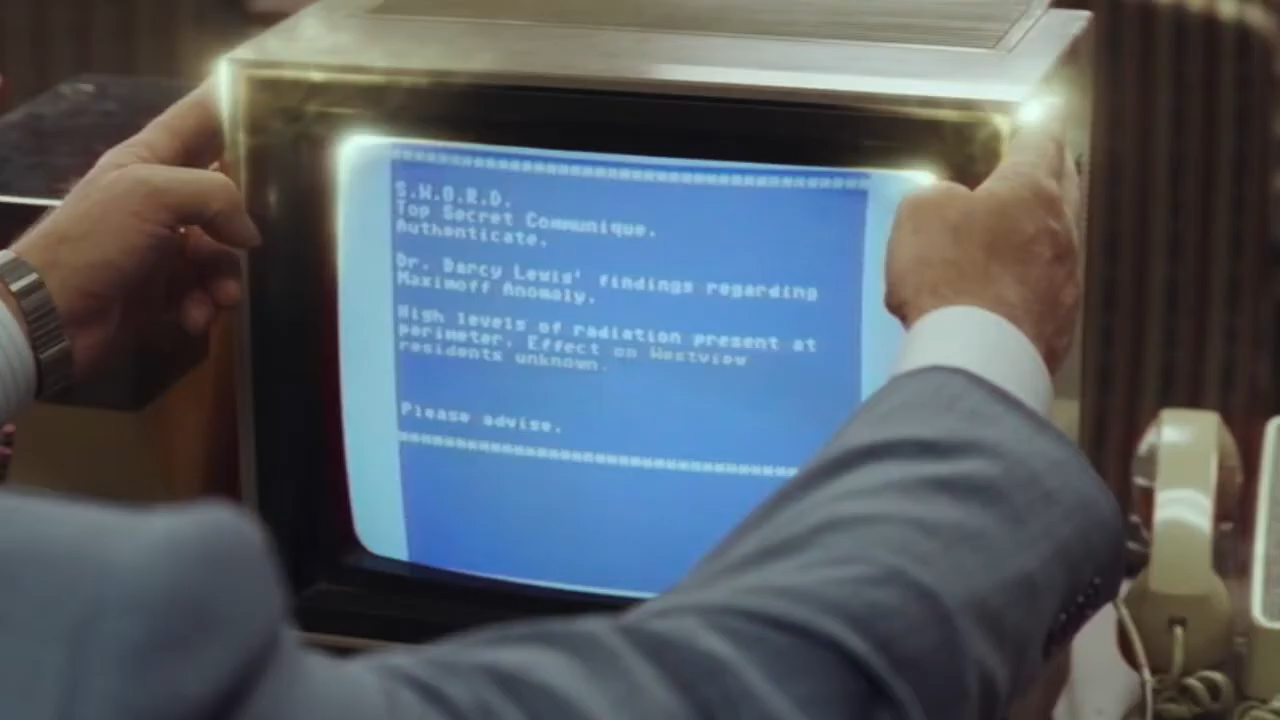 S.W.O.R.D.
Top Secret Communique.
Authenticate.
Dr. Darcy Lewis' findings regarding
Maximoff Anomaly.
High levels of radiation present at
perimeter. Effect on Westview
residents unknown.
Please advise.